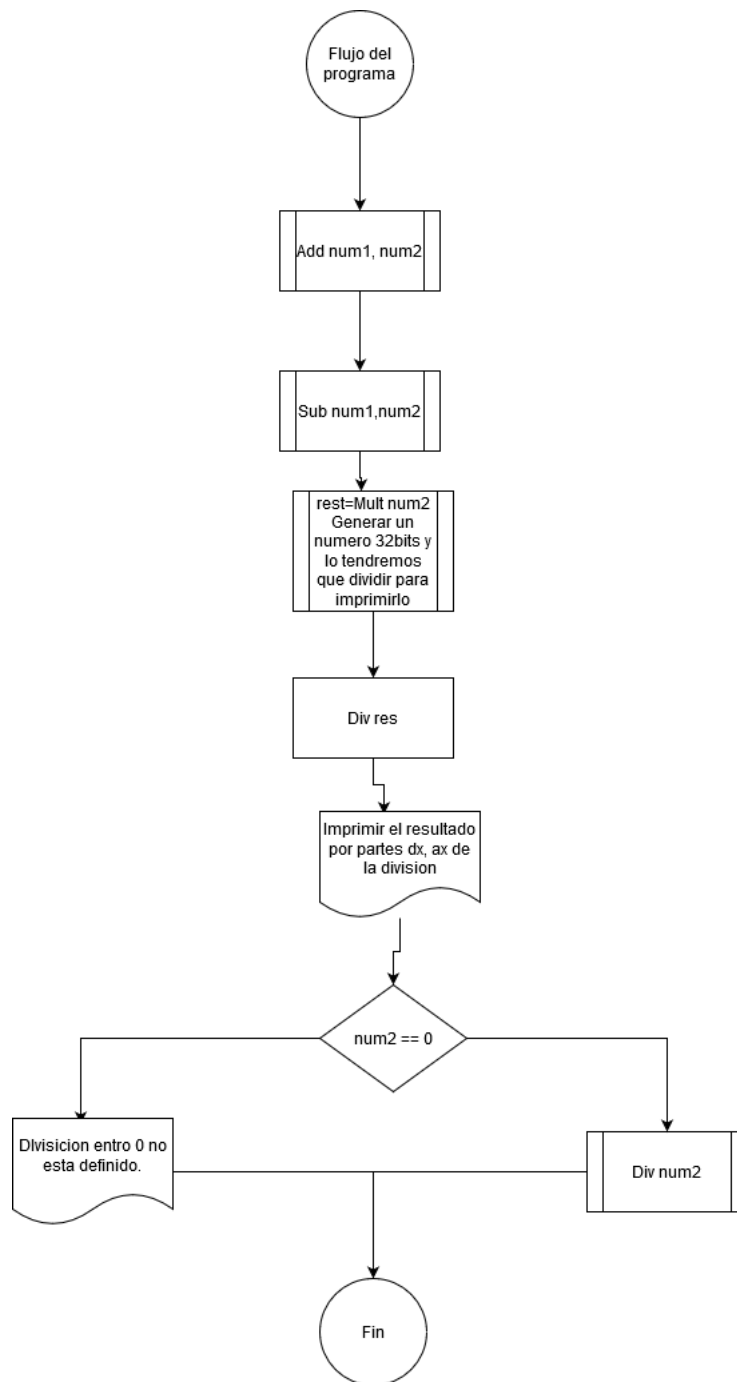 Flujo del
programa
Add num1, num2
Sub num1,num2
rest=Mult num2
Generar un
numero 32bits y
lo tendremos
que dividir para
imprimirlo
Div res
Imprimir el resultado
por partes dx, ax de
la division
num2 == 0
DIvisicion entro 0 no
esta definido.
Div num2
Fin